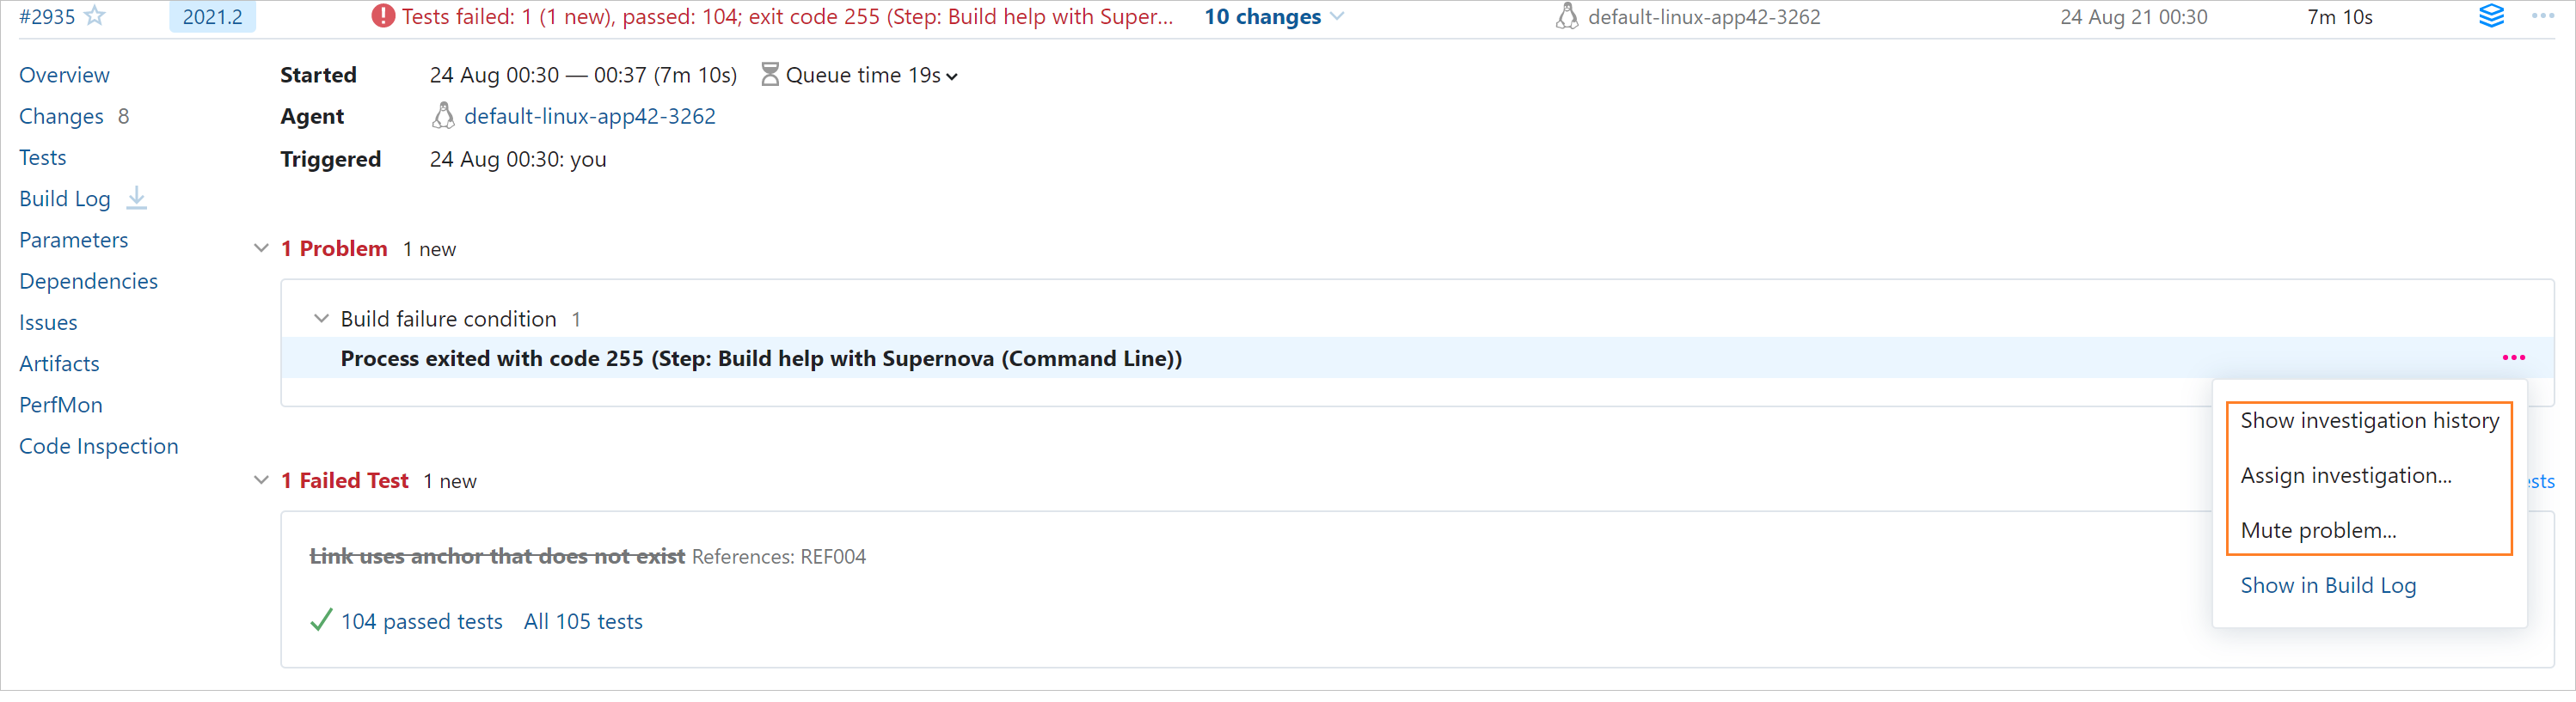 #2935 2021.2 Tests failed: 1 (1 new), passed: 104; exit code 255 (Step: Build help with Super... 10 changes default-linux-app42-3262 24 Aug 21 00:30 7m 10s
Overview
Changes 8
Tests
Build Log
Parameters
Dependencies
Issues
Artifacts
PerfMon
Code Inspection
Started 24 Aug 00:30 — 00:37 (7m 10s) Queue time 19s
Agent default-linux-app42-3262
Triggered 24 Aug 00:30: you
1 Problem 1 new
Build failure condition 1
Process exited with code 255 (Step: Build help with Supernova (Command Line))
Show investigation history
Assign investigation...
Mute problem...
Show in Build Log
1 Failed Test 1 new
Link uses anchor that does not exist References: REF004
104 passed tests All 105 tests